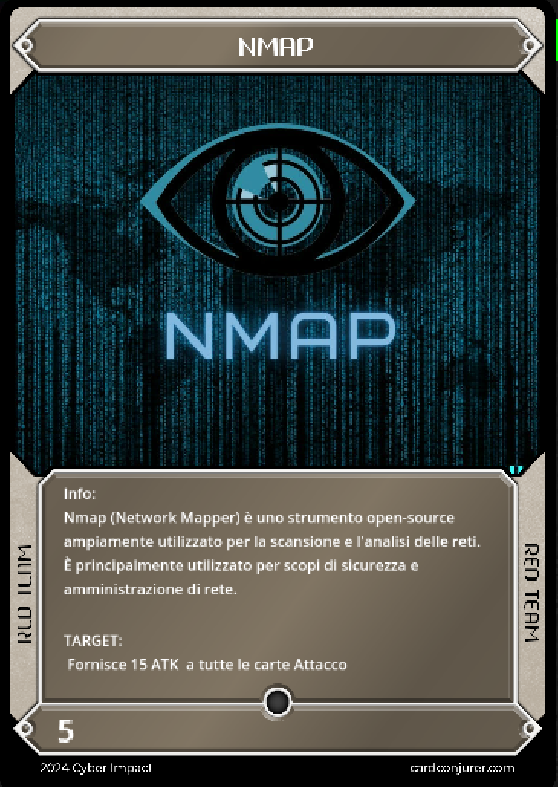 NMAP
NMAP
Info:
Nmap (Network Mapper) è uno strumento open-source
ampiamente utilizzato per la scansione e l'analisi delle reti.
È principalmente utilizzato per scopi di sicurezza e
amministrazione di rete.
TARGET:
Fornisce 15 ATK a tutte le carte Attacco
RED TEAM
RED TEAM
5
2024 Cyber Impact
cardconjurer.com